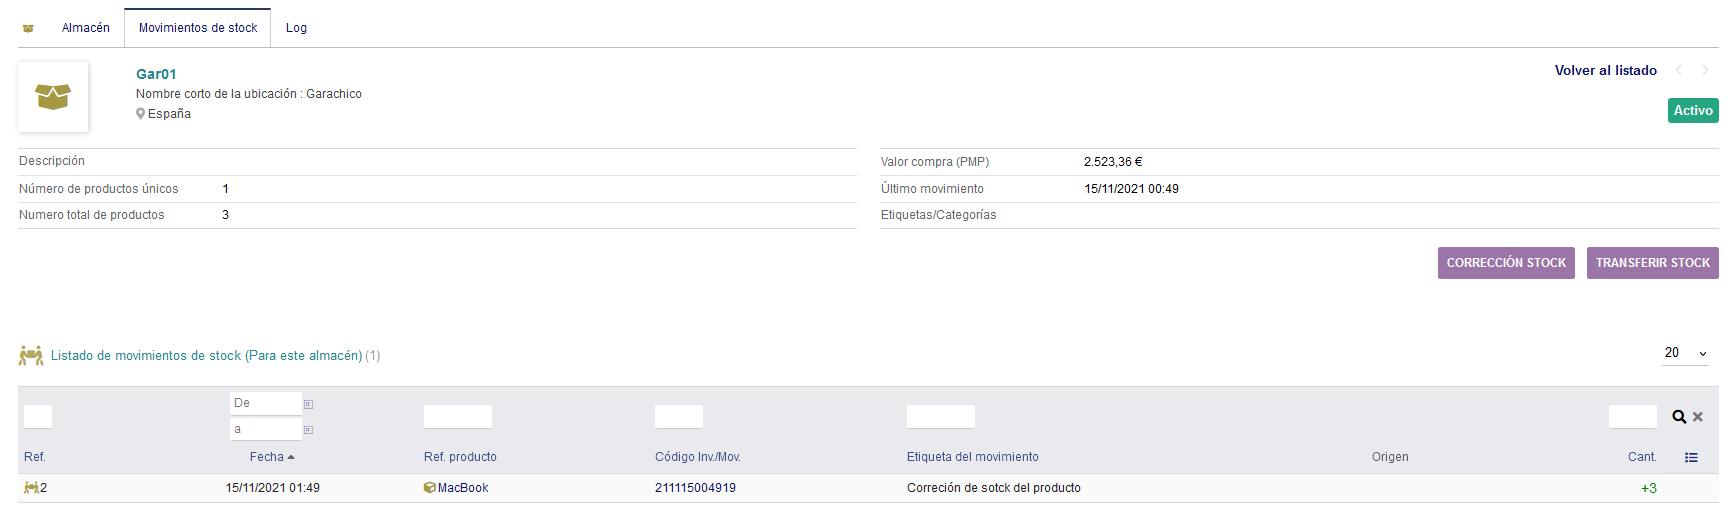 Almacén Movimientos de stock Log
Gar01
Nombre corto de la ubicación : Garachico
España
Volver al listado
Activo
Descripción
Número de productos únicos 1
Numero total de productos 3
Valor compra (PMP) 2.523,36 €
Último movimiento 15/11/2021 00:49
Etiquetas/Categorías
CORRECCIÓN STOCK TRANSFERIR STOCK
Listado de movimientos de stock (Para este almacén) (1)
20
De
a
Ref. Fecha Ref. producto Código Inv./Mov. Etiqueta del movimiento Origen Cant.
2 15/11/2021 01:49 MacBook 211115004919 Correción de sotck del producto +3